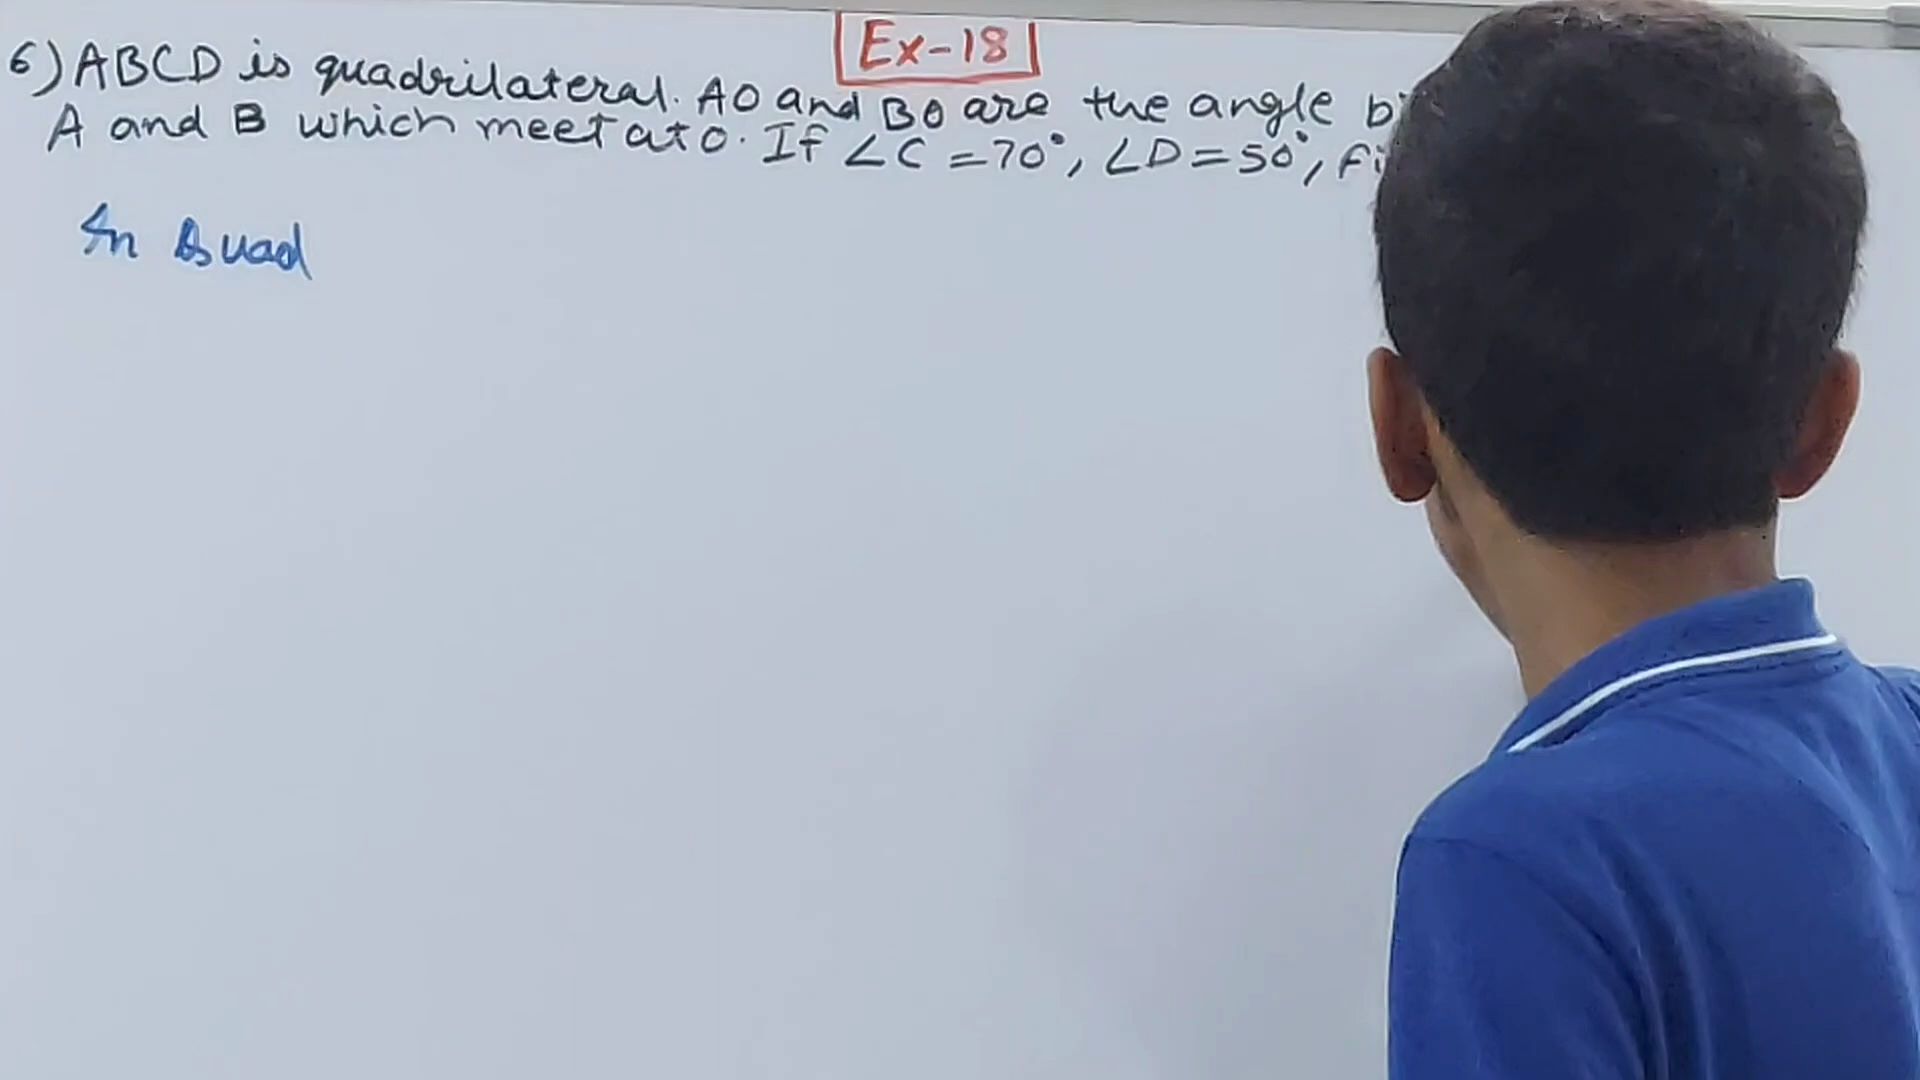 Ex-18
6) ABCD is quadrilateral. AO and BO are the angle
A and B which meet at O. If ∠C = 70°, ∠D = 50°,
In Quad